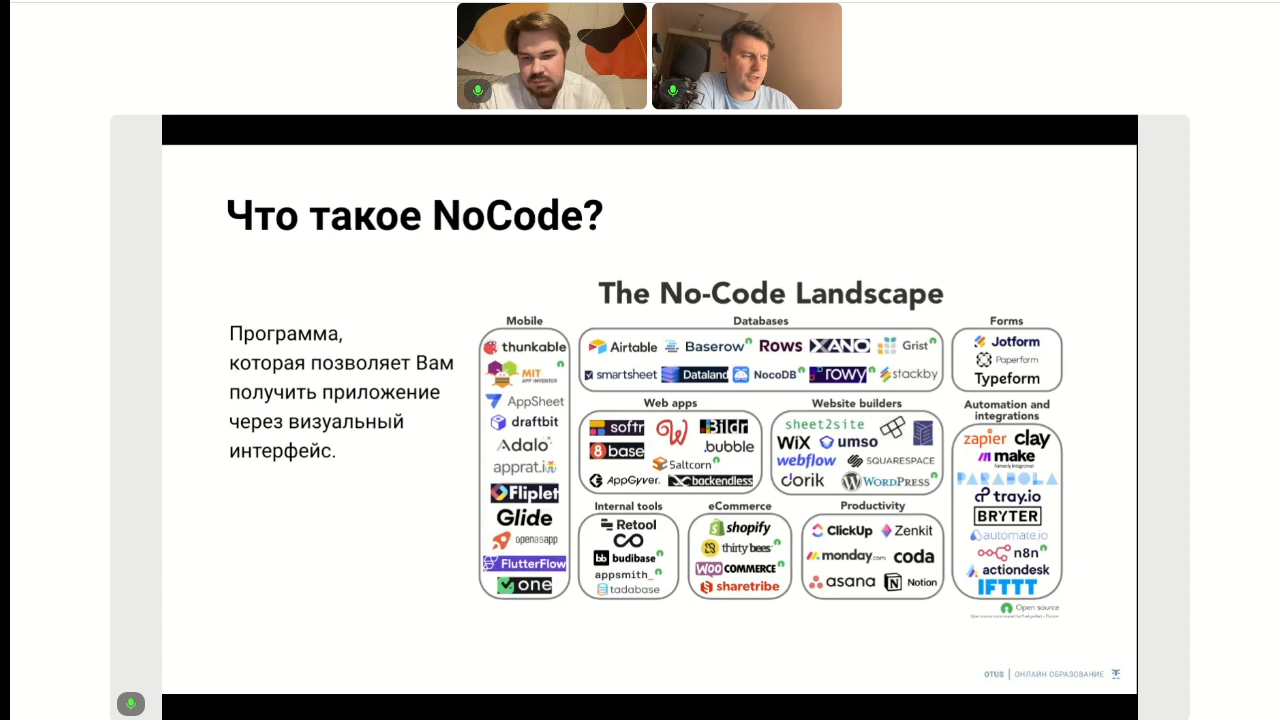 Что такое NoCode?
Программа,
которая позволяет Вам
получить приложение
через визуальный
интерфейс.
The No-Code Landscape
Mobile
thunkable
MIT
APP INVENTOR
AppSheet
draftbit
Adalo
apprat.io
Fliplet
Glide
openasapp
FlutterFlow
one
Databases
Airtable Baserow Rows XANO Grist
smartsheet Dataland NocoDB rowy stackby
Forms
Jotform
Paperform
Typeform
Web apps
softr Bildr
8base bubble
Saltcorn
AppGyver backendless
Website builders
sheet2site
WiX umso
webflow SQUARESPACE
dorik WORDPRESS
Automation and
integrations
zapier clay
make
formerly Integromat
PARABOLA
tray.io
BRYTER
automate.io
n8n
actiondesk
IFTTT
Internal tools
Retool
budibase
appsmith_
tadabase
eCommerce
shopify
thirty bees
WOO COMMERCE
sharetribe
Productivity
ClickUp Zenkit
monday.com coda
asana Notion
Open source
OTUS | ОНЛАЙН ОБРАЗОВАНИЕ